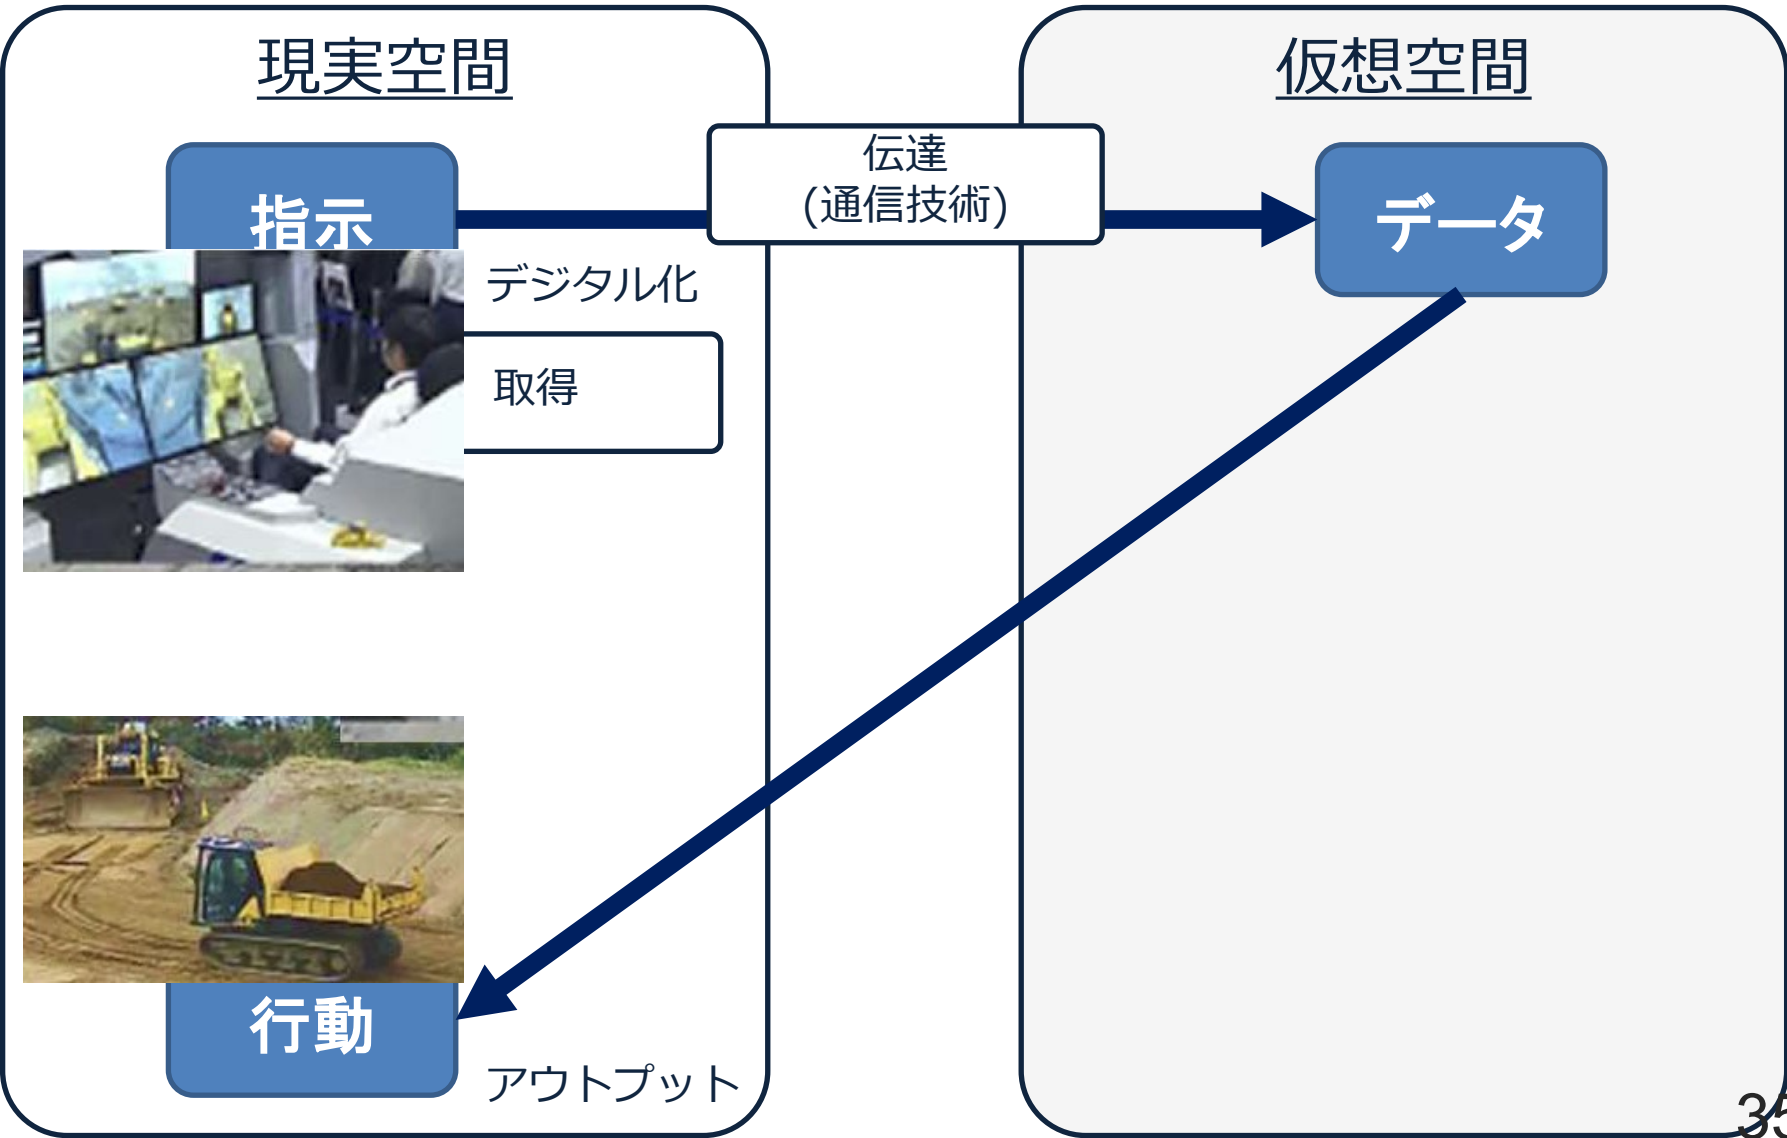 現実空間
仮想空間
指示
伝達
(通信技術)
データ
デジタル化
取得
行動
アウトプット
35